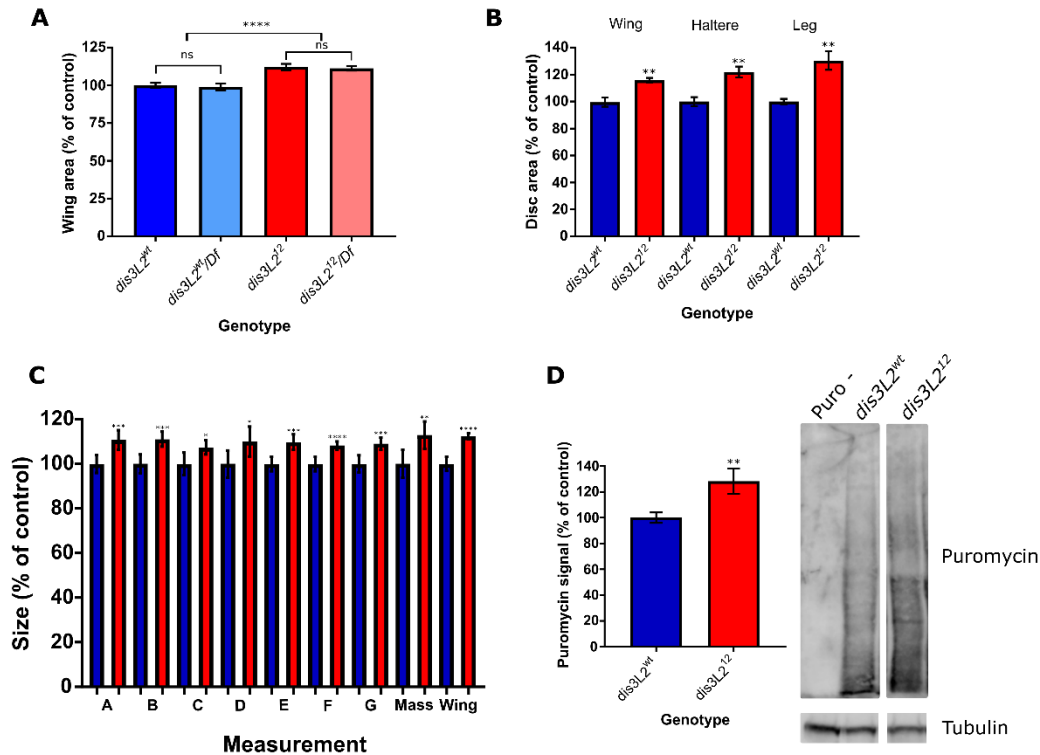 A
****
ns
ns
Wing area (% of control)
125
100
75
50
25
0
dis3L2wt
dis3L2wt/Df
dis3L212
dis3L212/Df
Genotype
B
Wing
Haltere
Leg
**
**
**
Disc area (% of control)
140
120
100
80
60
40
20
0
dis3L2wt
dis3L212
dis3L2wt
dis3L212
dis3L2wt
dis3L212
Genotype
C
Size (% of control)
120
100
80
60
40
20
0
***
***
*
*
***
****
***
**
****
A B C D E F G Mass Wing
Measurement
D
Puromycin signal (% of control)
140
120
100
80
60
40
20
0
**
dis3L2wt
dis3L212
Genotype
Puro -
dis3L2wt
dis3L212
Puromycin
Tubulin